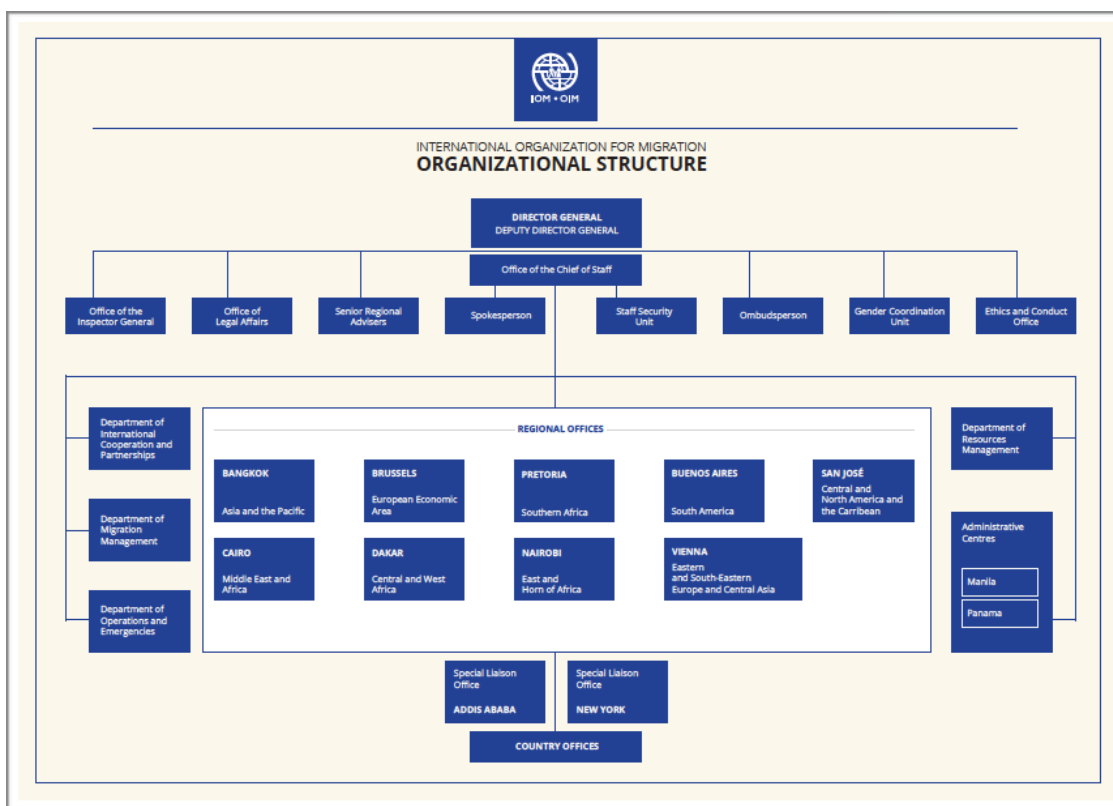 IOM • OIM
INTERNATIONAL ORGANIZATION FOR MIGRATION
ORGANIZATIONAL STRUCTURE
DIRECTOR GENERAL
DEPUTY DIRECTOR GENERAL
Office of the Chief of Staff
Office of the
Inspector General
Office of
Legal Affairs
Senior Regional
Advisers
Spokesperson
Staff Security
Unit
Ombudsperson
Gender Coordination
Unit
Ethics and Conduct
Office
Department of
International
Cooperation and
Partnerships
Department of
Migration
Management
Department of
Operations and
Emergencies
REGIONAL OFFICES
BANGKOK
Asia and the Pacific
BRUSSELS
European Economic
Area
PRETORIA
Southern Africa
BUENOS AIRES
South America
SAN JOSÉ
Central and
North America and
the Carribean
CAIRO
Middle East and
Africa
DAKAR
Central and West
Africa
NAIROBI
East and
Horn of Africa
VIENNA
Eastern
and South-Eastern
Europe and Central Asia
Department of
Resources
Management
Administrative
Centres
Manila
Panama
Special Liaison
Office
ADDIS ABABA
Special Liaison
Office
NEW YORK
COUNTRY OFFICES